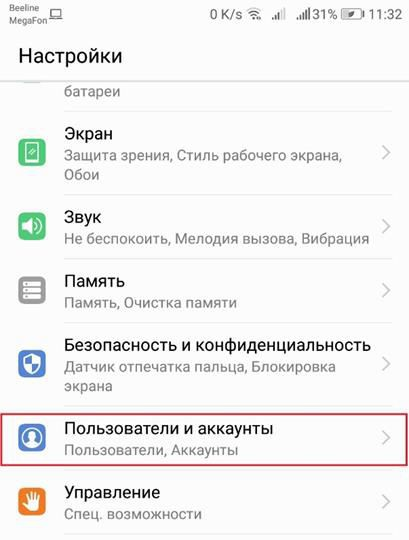 Beeline
MegaFon
0 K/s 31% 11:32
Настройки
батареи
Экран
Защита зрения, Стиль рабочего экрана,
Обои
Звук
Не беспокоить, Мелодия вызова, Вибрация
Память
Память, Очистка памяти
Безопасность и конфиденциальность
Датчик отпечатка пальца, Блокировка
экрана
Пользователи и аккаунты
Пользователи, Аккаунты
Управление
Спец. возможности